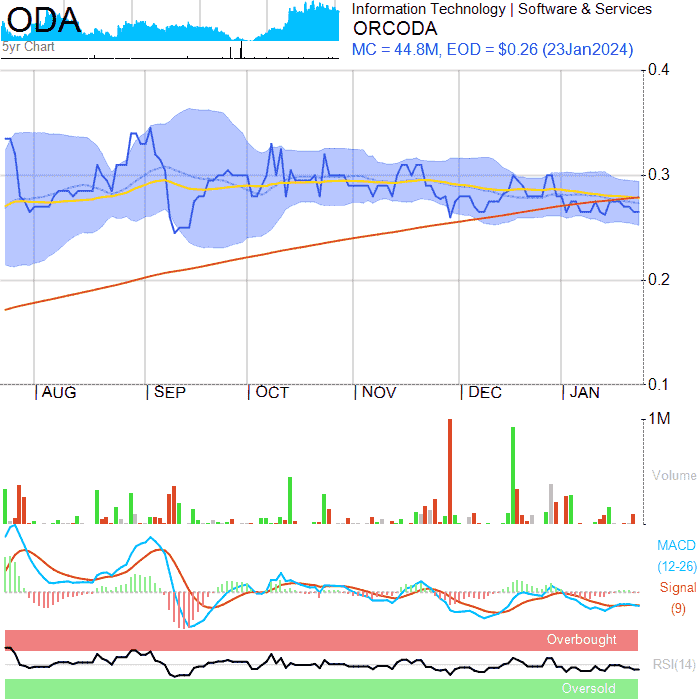 ODA
5yr Chart
Information Technology | Software & Services
ORCODA
MC = 44.8M, EOD = $0.26 (23Jan2024)
0.4
0.3
0.2
0.1
| AUG | SEP | OCT | NOV | DEC | JAN
1M
Volume
MACD
(12-26)
Signal
(9)
Overbought
RSI(14)
Oversold